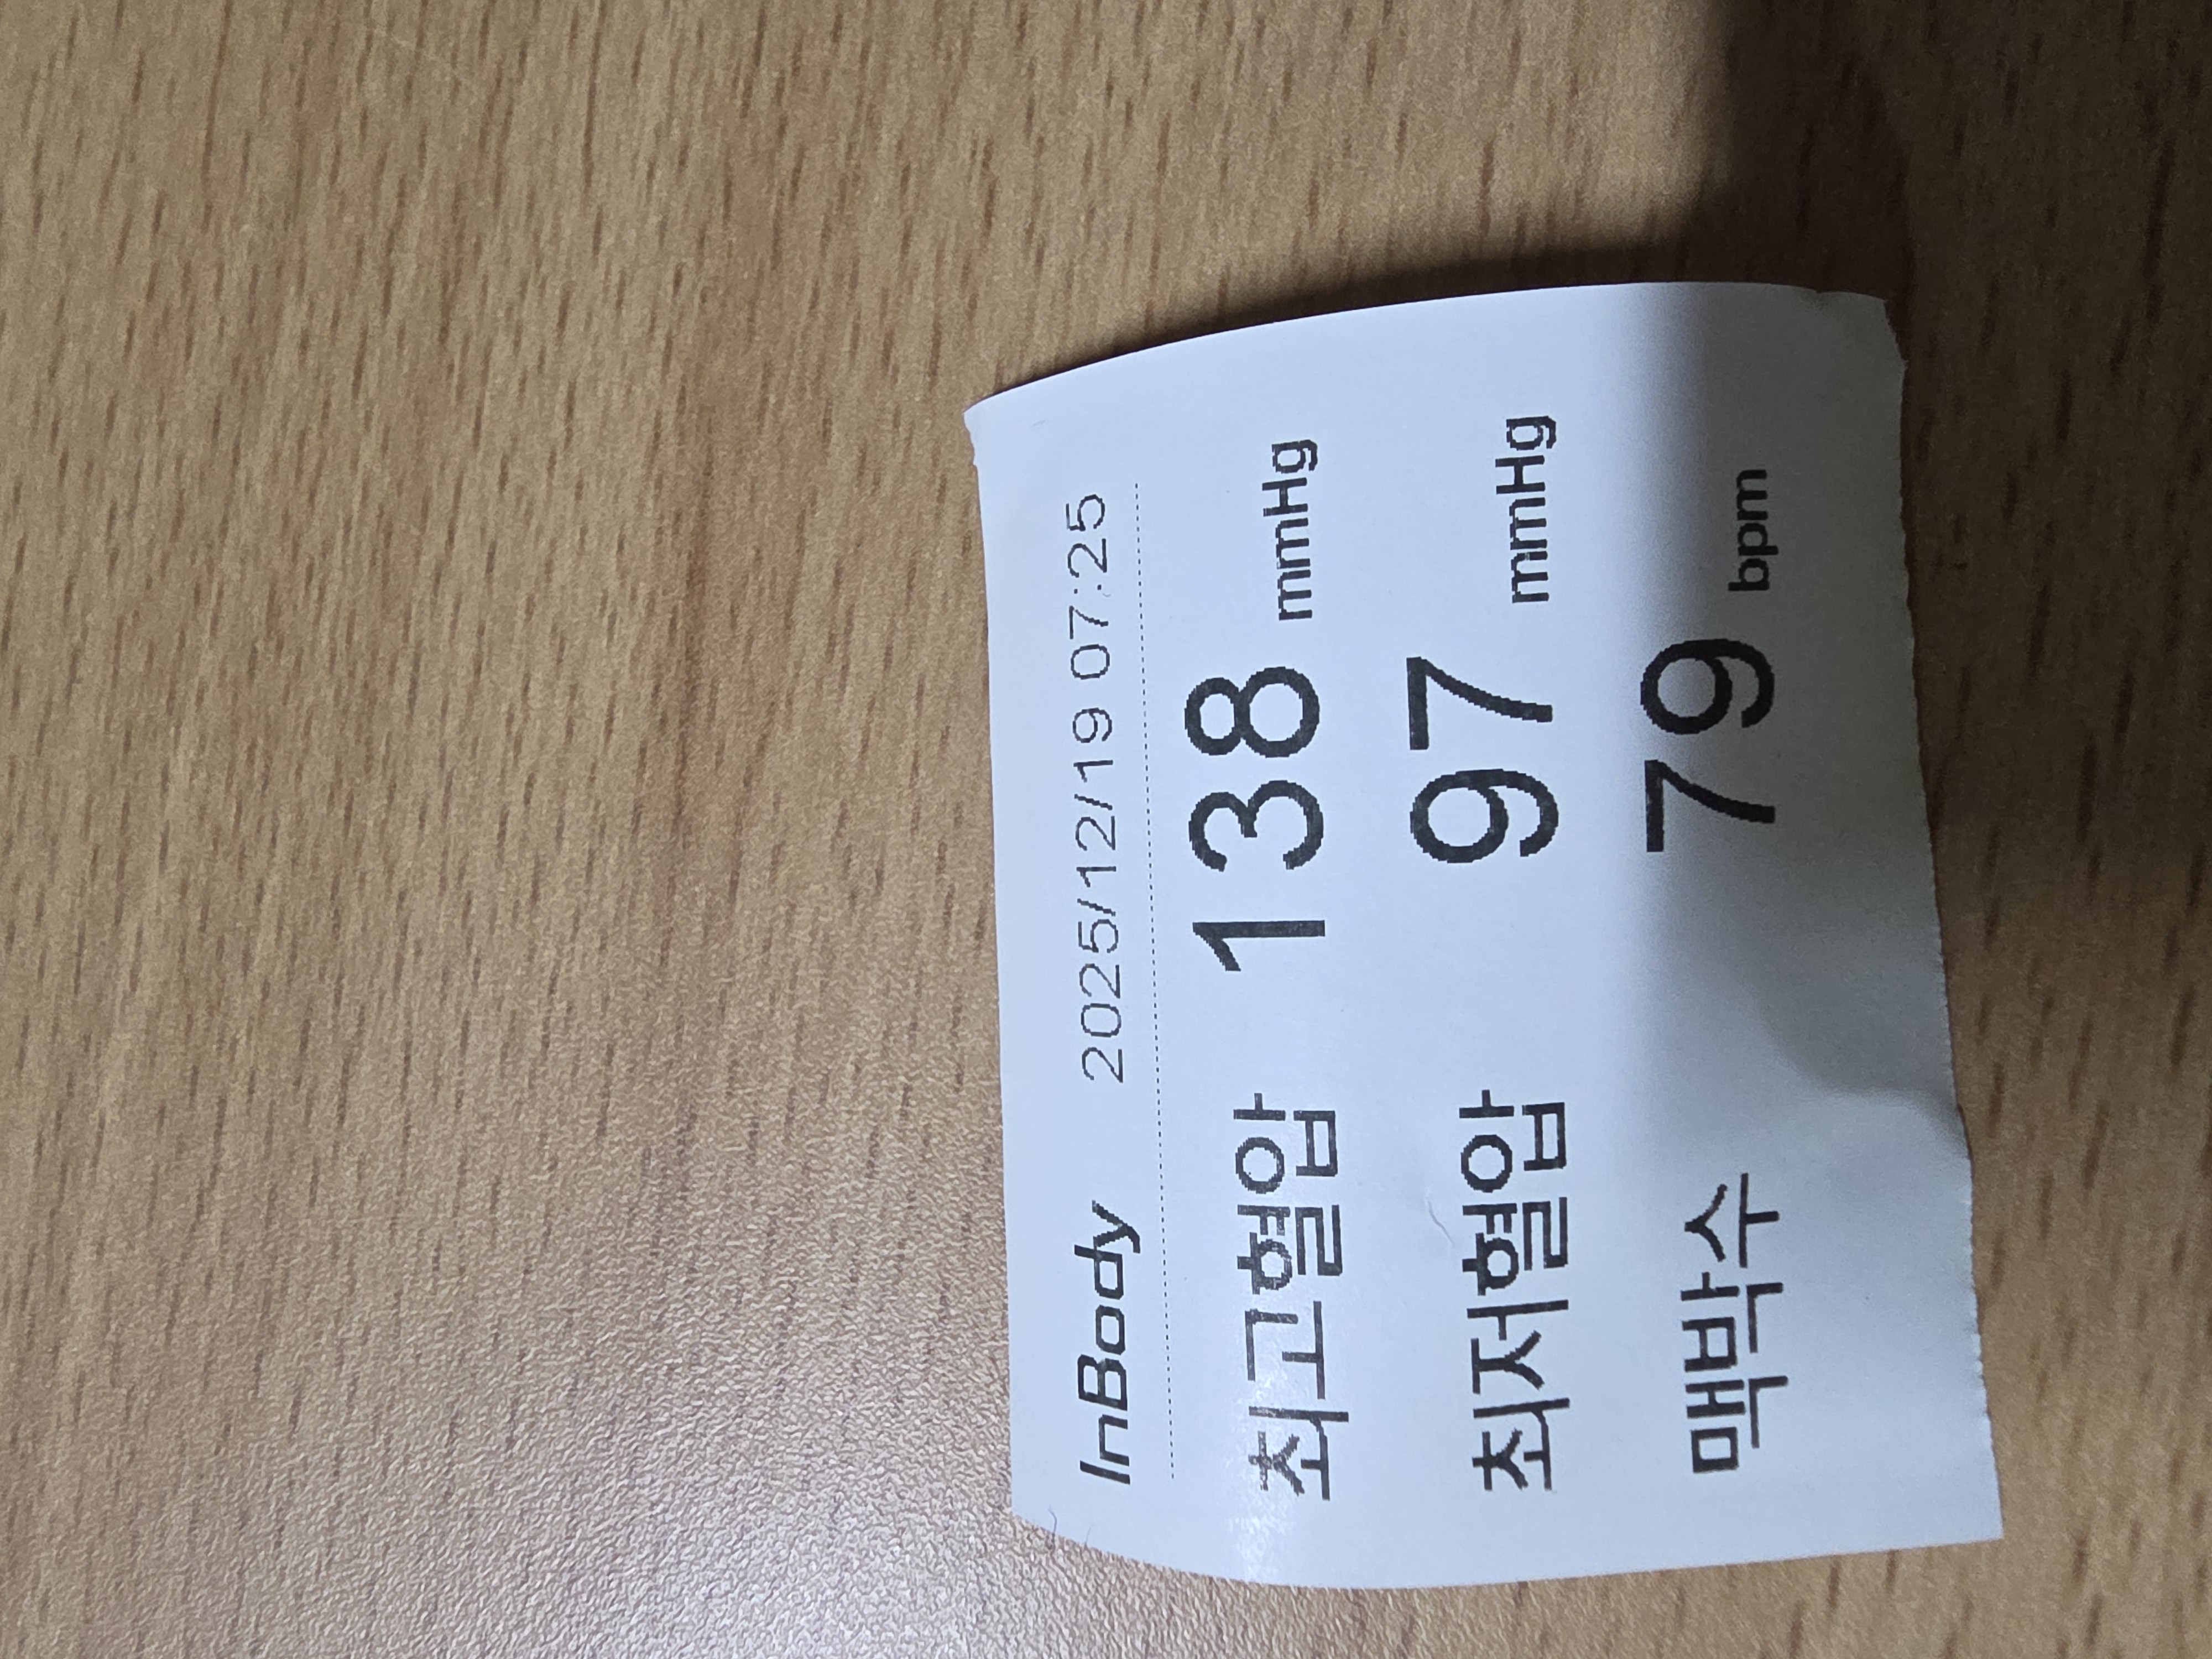 InBody 2025/12/19 07:25
최고혈압 138 mmHg
최저혈압 97 mmHg
맥박수 79 bpm